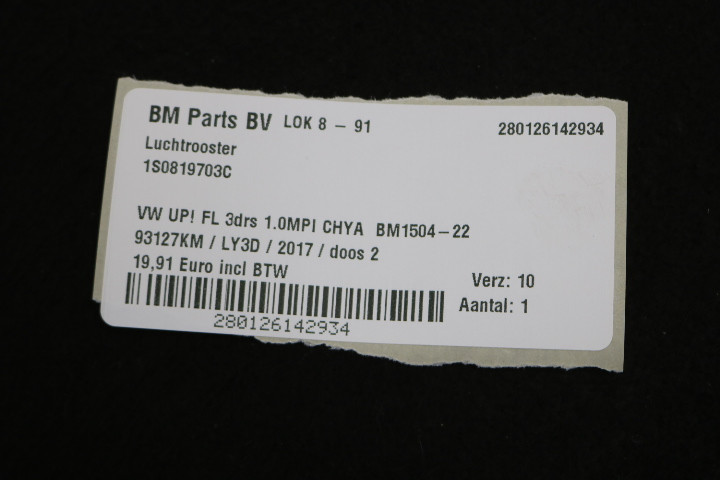 BM Parts BV LOK 8 – 91 280126142934
Luchtrooster
1S0819703C
VW UP! FL 3drs 1.0MPI CHYA BM1504-22
93127KM / LY3D / 2017 / doos 2
19,91 Euro incl BTW
Verz: 10
Aantal: 1
280126142934